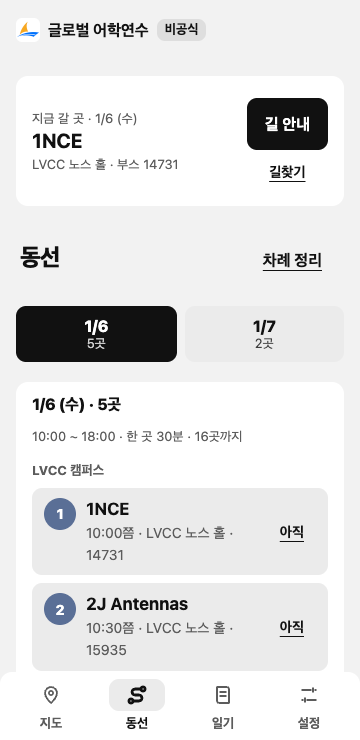 글로벌 어학연수 비공식
지금 갈 곳 · 1/6 (수)
1NCE
LVCC 노스 홀 · 부스 14731
길 안내
길찾기
동선
차례 정리
1/6
5곳
1/7
2곳
1/6 (수) · 5곳
10:00 ~ 18:00 · 한 곳 30분 · 16곳까지
LVCC 캠퍼스
1
1NCE
10:00쯤 · LVCC 노스 홀 ·
14731
아직
2
2J Antennas
10:30쯤 · LVCC 노스 홀 ·
15935
아직
지도
동선
일기
설정